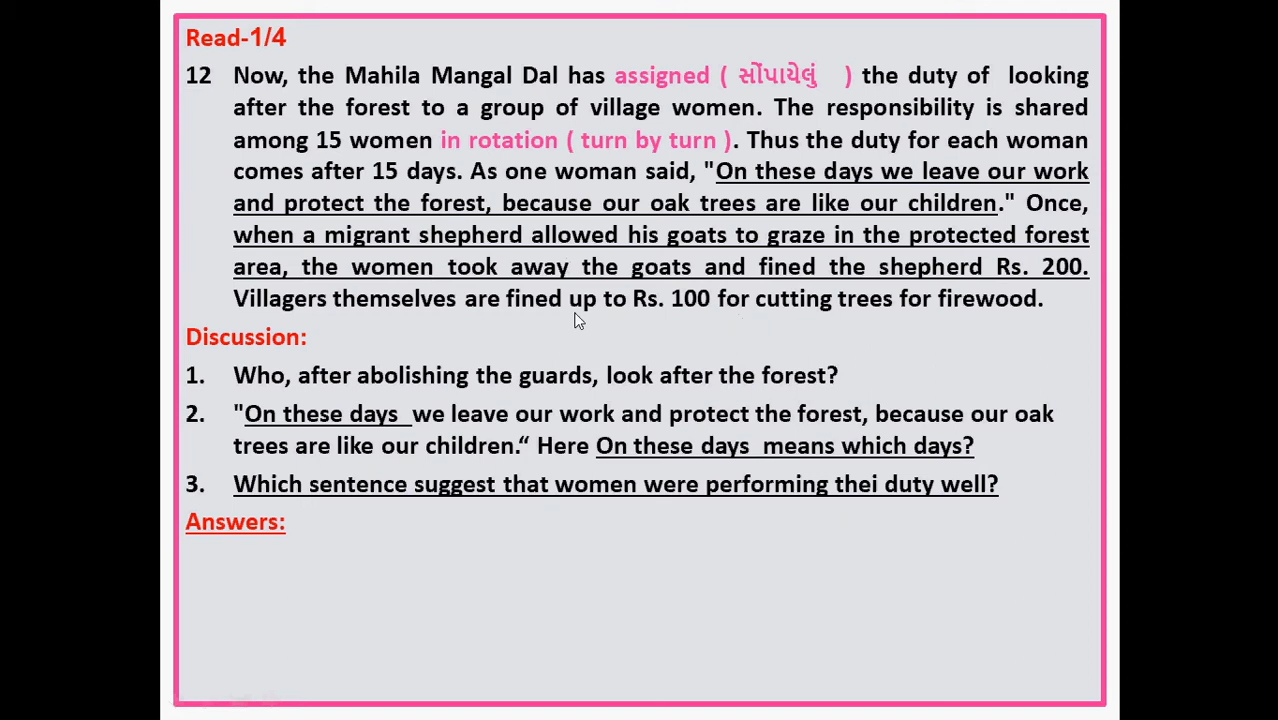 Read-1/4
12 Now, the Mahila Mangal Dal has assigned ( સોંપાયેલું ) the duty of looking
after the forest to a group of village women. The responsibility is shared
among 15 women in rotation ( turn by turn ). Thus the duty for each woman
comes after 15 days. As one woman said, "On these days we leave our work
and protect the forest, because our oak trees are like our children." Once,
when a migrant shepherd allowed his goats to graze in the protected forest
area, the women took away the goats and fined the shepherd Rs. 200.
Villagers themselves are fined up to Rs. 100 for cutting trees for firewood.
Discussion:
1. Who, after abolishing the guards, look after the forest?
2. "On these days we leave our work and protect the forest, because our oak
trees are like our children.“ Here On these days means which days?
3. Which sentence suggest that women were performing thei duty well?
Answers: